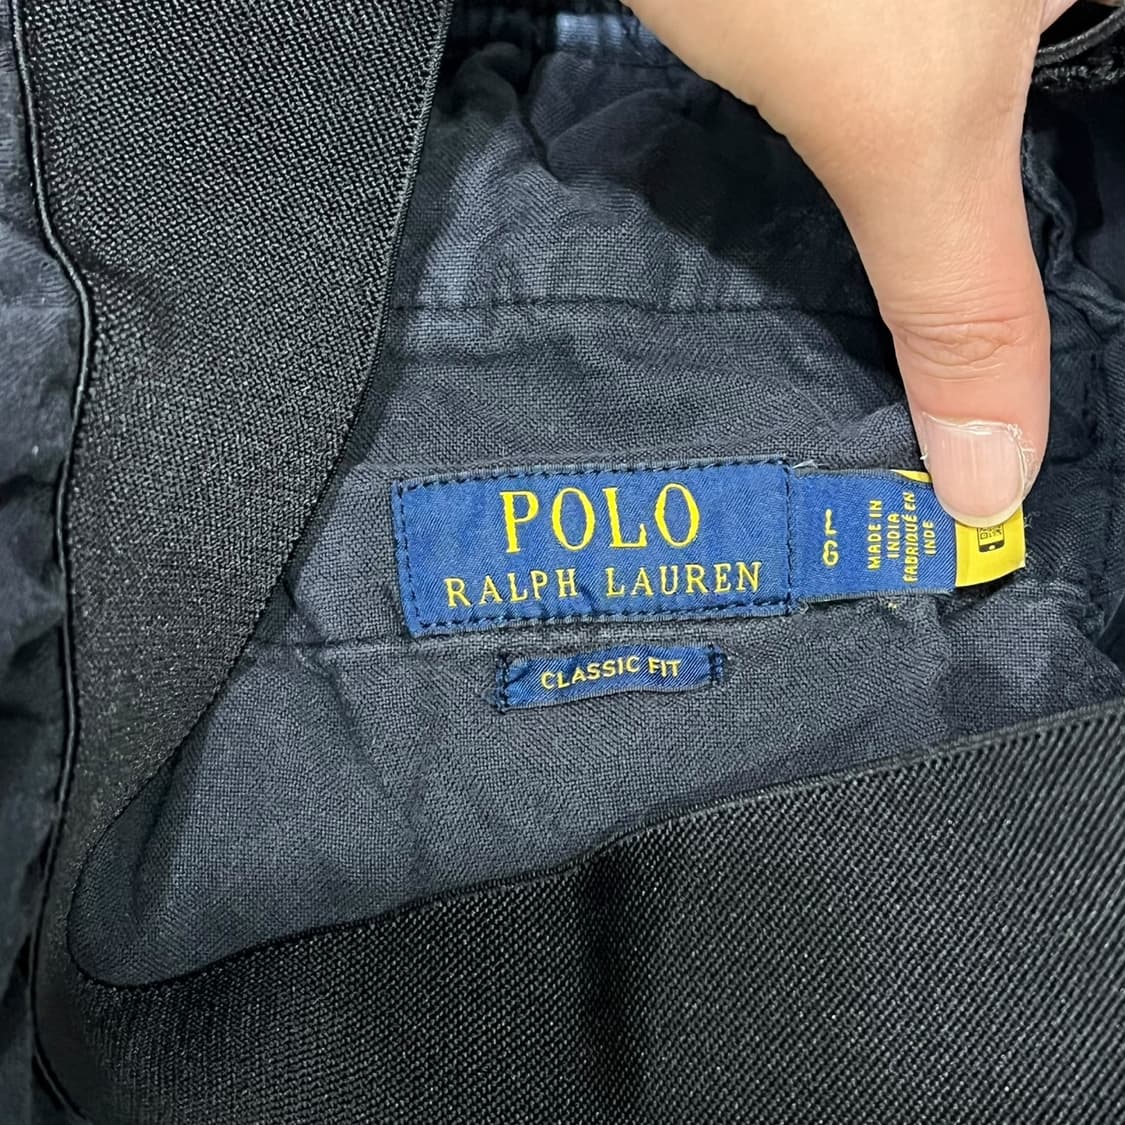 POLO
RALPH LAUREN
L
G
MADE IN
INDIA
FABRIQUÉ EN
INDE
CLASSIC FIT